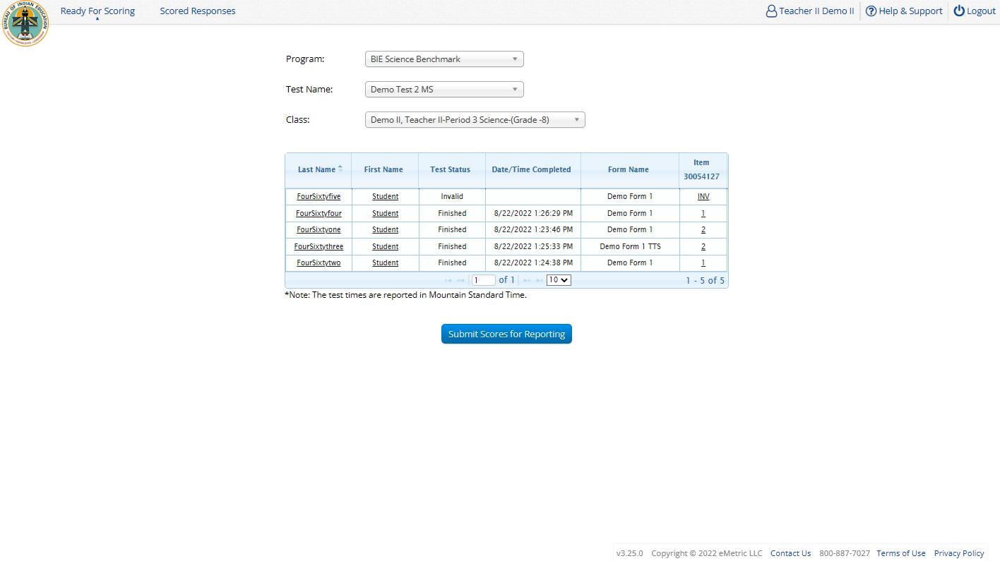 Ready For Scoring Scored Responses Teacher II Demo II Help & Support Logout
BUREAU OF INDIAN EDUCATION
Program: BIE Science Benchmark
Test Name: Demo Test 2 MS
Class: Demo II, Teacher II-Period 3 Science-(Grade -8)
Last Name First Name Test Status Date/Time Completed Form Name Item 30054127
FourSixtyfive Student Invalid Demo Form 1 INV
FourSixtyfour Student Finished 8/22/2022 1:26:29 PM Demo Form 1 1
FourSixtyone Student Finished 8/22/2022 1:23:46 PM Demo Form 1 2
FourSixtythree Student Finished 8/22/2022 1:25:33 PM Demo Form 1 TTS 2
FourSixtytwo Student Finished 8/22/2022 1:24:38 PM Demo Form 1 1
1 of 1 10 1 - 5 of 5
*Note: The test times are reported in Mountain Standard Time.
Submit Scores for Reporting
v3.25.0 Copyright © 2022 eMetric LLC Contact Us 800-887-7027 Terms of Use Privacy Policy